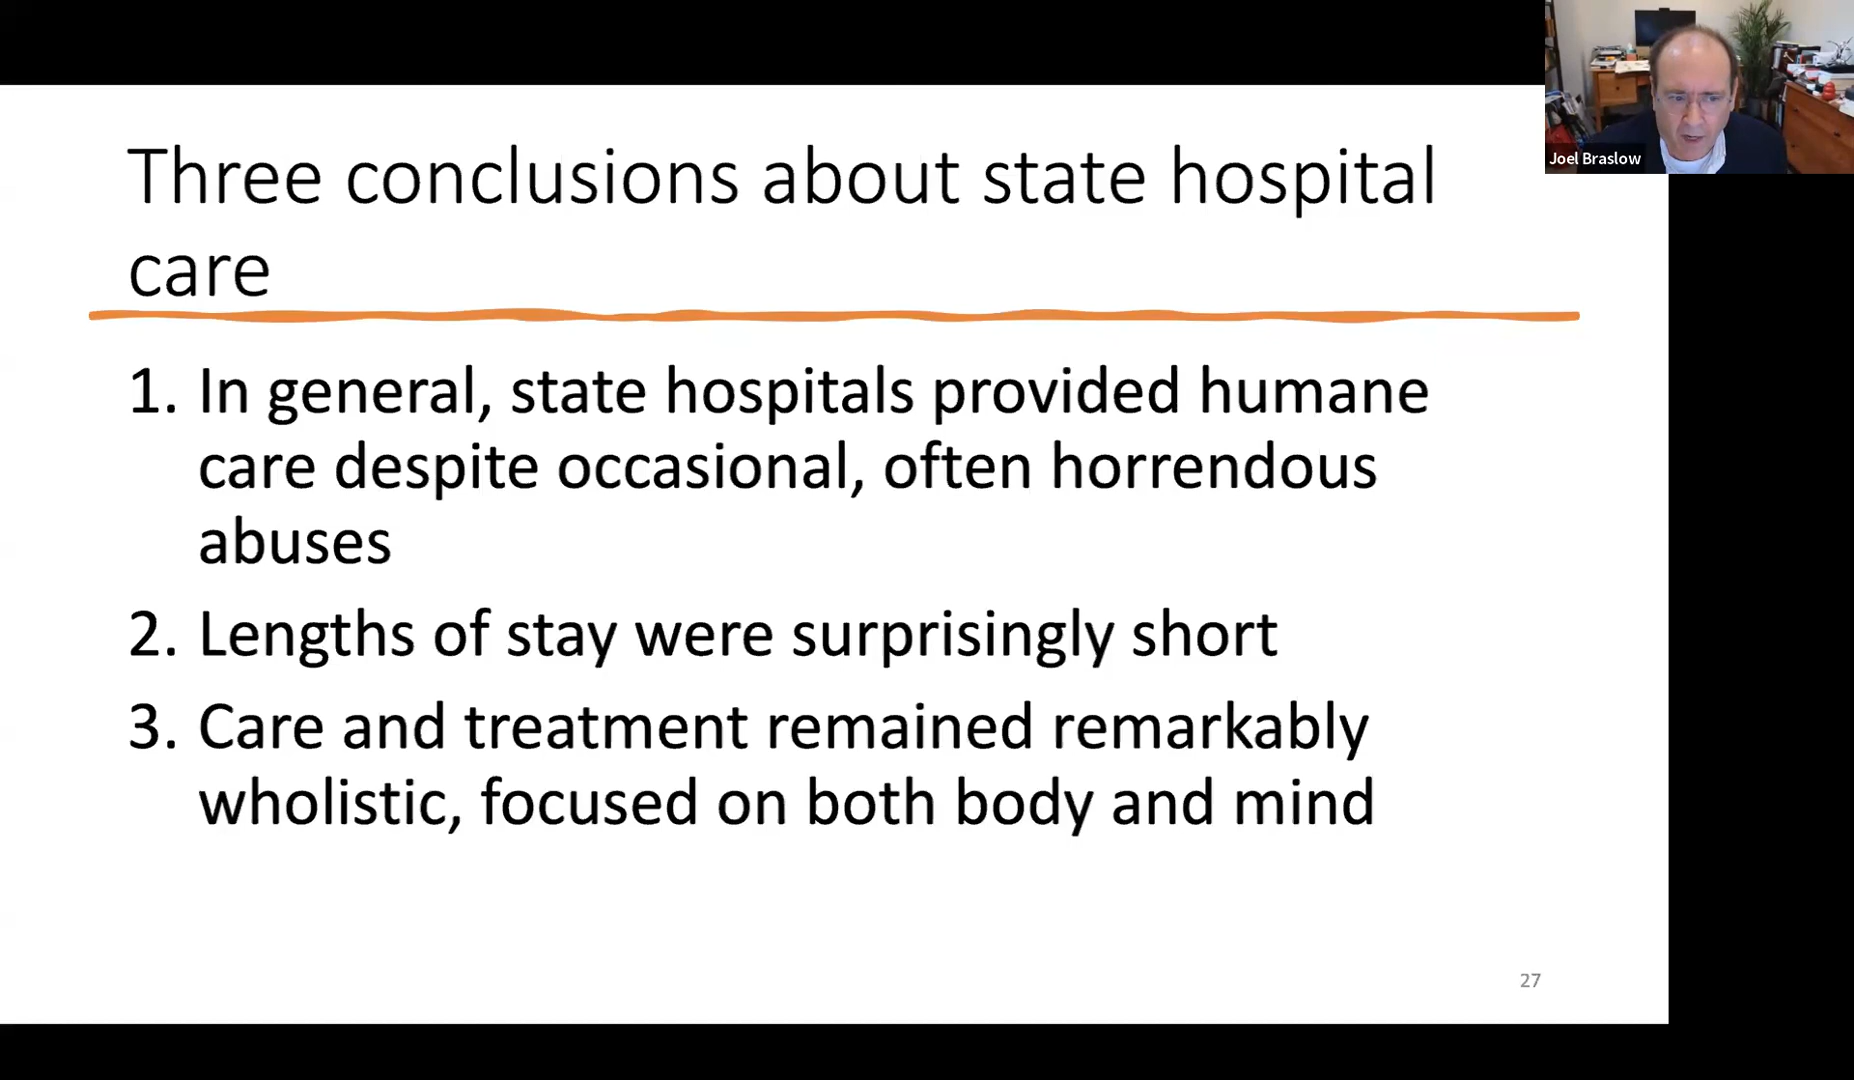 Joel Braslow
Three conclusions about state hospital
care
1. In general, state hospitals provided humane
care despite occasional, often horrendous
abuses
2. Lengths of stay were surprisingly short
3. Care and treatment remained remarkably
wholistic, focused on both body and mind
27